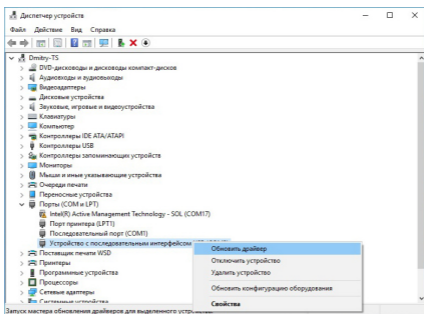 Диспетчер устройств
Файл Действие Вид Справка
Dmitry-TS
DVD-дисководы и дисководы компакт-дисков
Аудиовходы и аудиовыходы
Видеоадаптеры
Дисковые устройства
Звуковые, игровые и видеоустройства
Клавиатуры
Компьютер
Контроллеры IDE ATA/ATAPI
Контроллеры USB
Контроллеры запоминающих устройств
Мониторы
Мыши и иные указывающие устройства
Очереди печати
Переносные устройства
Порты (COM и LPT)
Intel(R) Active Management Technology - SOL (COM17)
Порт принтера (LPT1)
Последовательный порт (COM1)
Устройство с последовательным интерфейсом
Поставщик печати WSD
Принтеры
Программные устройства
Процессоры
Сетевые адаптеры
Системные устройства
Обновить драйвер
Отключить устройство
Удалить устройство
Обновить конфигурацию оборудования
Свойства
Запуск мастера обновления драйверов для выделенного устройства.